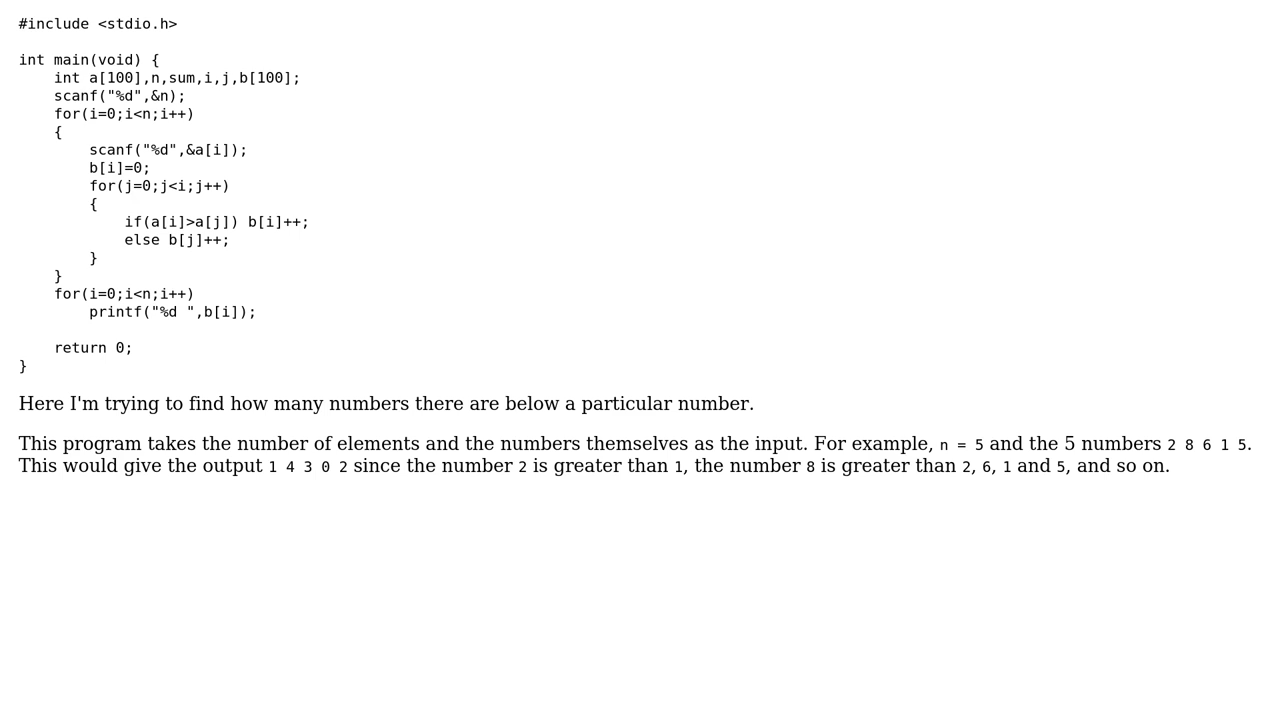 #include <stdio.h>

int main(void) {
    int a[100],n,sum,i,j,b[100];
    scanf("%d",&n);
    for(i=0;i<n;i++)
    {
        scanf("%d",&a[i]);
        b[i]=0;
        for(j=0;j<i;j++)
        {
            if(a[i]>a[j]) b[i]++;
            else b[j]++;
        }
    }
    for(i=0;i<n;i++)
        printf("%d ",b[i]);

    return 0;
}
Here I'm trying to find how many numbers there are below a particular number.
This program takes the number of elements and the numbers themselves as the input. For example, n = 5 and the 5 numbers 2 8 6 1 5.
This would give the output 1 4 3 0 2 since the number 2 is greater than 1, the number 8 is greater than 2, 6, 1 and 5, and so on.